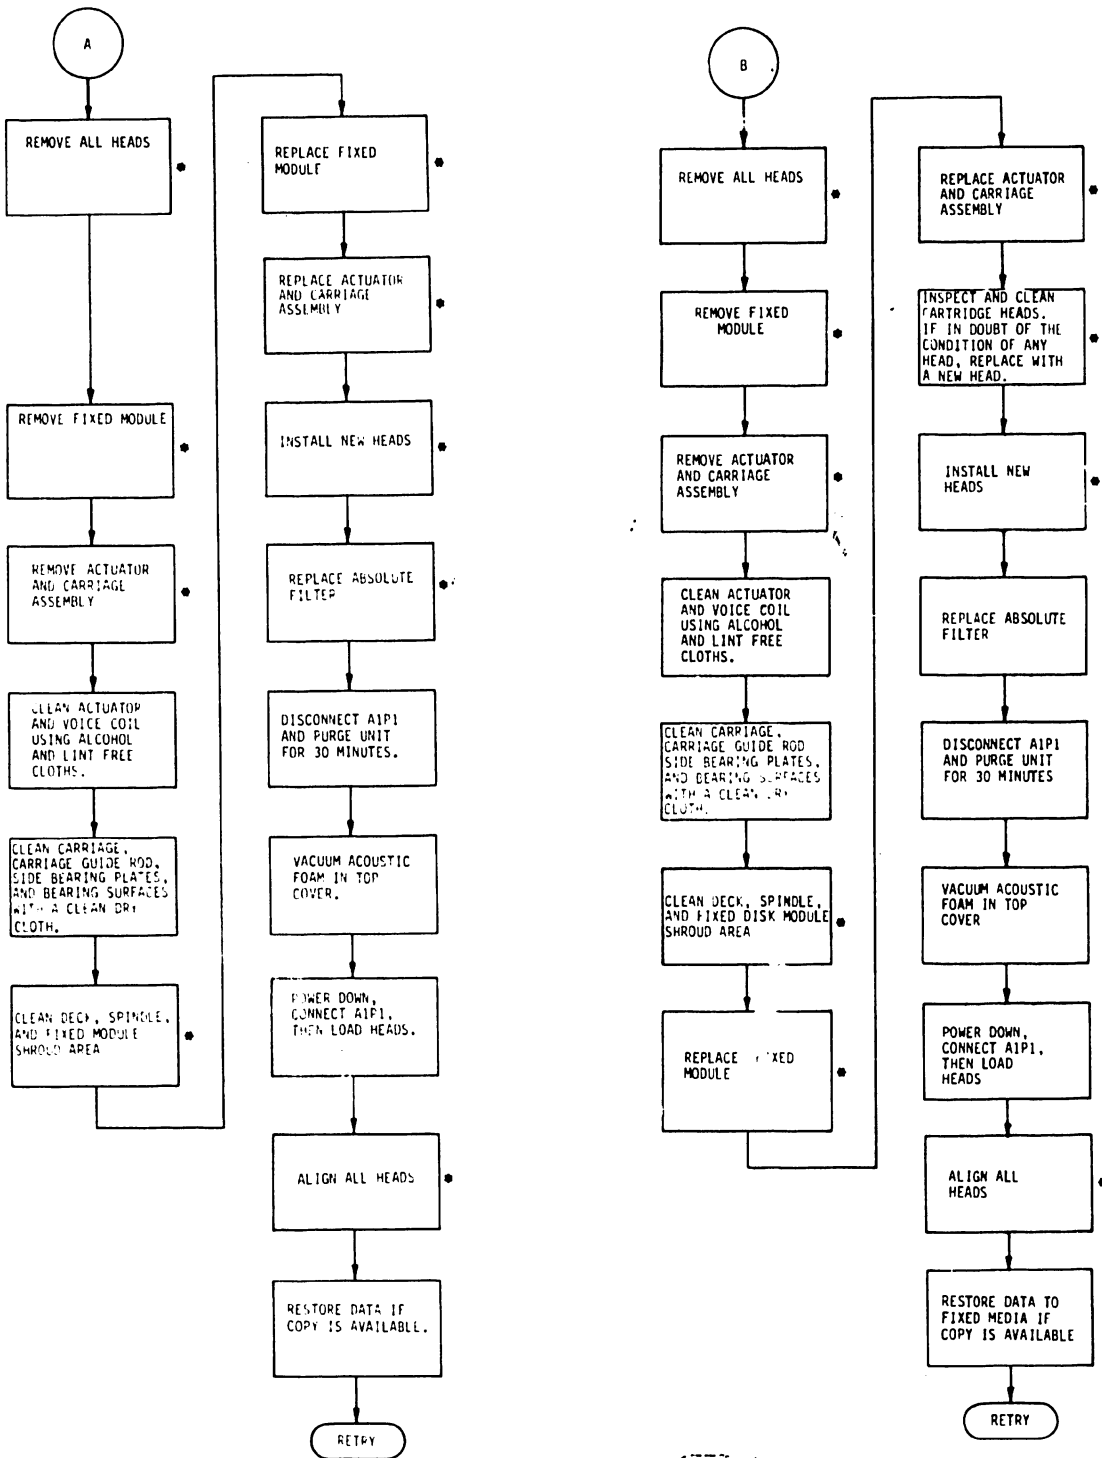 A
REMOVE ALL HEADS
*
REMOVE FIXED MODULE
*
REMOVE ACTUATOR
AND CARRIAGE
ASSEMBLY
*
CLEAN ACTUATOR
AND VOICE COIL
USING ALCOHOL
AND LINT FREE
CLOTHS.
CLEAN CARRIAGE,
CARRIAGE GUIDE ROD,
SIDE BEARING PLATES,
AND BEARING SURFACES
WITH A CLEAN DRY
CLOTH.
CLEAN DECK, SPINDLE,
AND FIXED MODULE
SHROUD AREA
*
REPLACE FIXED
MODULE
*
REPLACE ACTUATOR
AND CARRIAGE
ASSEMBLY
*
INSTALL NEW HEADS
*
REPLACE ABSOLUTE
FILTER
*
DISCONNECT A1P1
AND PURGE UNIT
FOR 30 MINUTES.
VACUUM ACOUSTIC
FOAM IN TOP
COVER.
POWER DOWN,
CONNECT A1P1,
THEN LOAD HEADS.
ALIGN ALL HEADS
*
RESTORE DATA IF
COPY IS AVAILABLE.
RETRY
B
REMOVE ALL HEADS
*
REMOVE FIXED
MODULE
*
REMOVE ACTUATOR
AND CARRIAGE
ASSEMBLY
*
CLEAN ACTUATOR
AND VOICE COIL
USING ALCOHOL
AND LINT FREE
CLOTHS.
CLEAN CARRIAGE,
CARRIAGE GUIDE ROD
SIDE BEARING PLATES,
AND BEARING SURFACES
WITH A CLEAN DRY
CLOTH.
CLEAN DECK, SPINDLE,
AND FIXED DISK MODULE
SHROUD AREA
*
REPLACE FIXED
MODULE
*
REPLACE ACTUATOR
AND CARRIAGE
ASSEMBLY
*
INSPECT AND CLEAN
CARTRIDGE HEADS.
IF IN DOUBT OF THE
CONDITION OF ANY
HEAD, REPLACE WITH
A NEW HEAD.
*
INSTALL NEW
HEADS
*
REPLACE ABSOLUTE
FILTER
DISCONNECT A1P1
AND PURGE UNIT
FOR 30 MINUTES
VACUUM ACOUSTIC
FOAM IN TOP
COVER
POWER DOWN,
CONNECT A1P1,
THEN LOAD
HEADS
ALIGN ALL
HEADS
*
RESTORE DATA TO
FIXED MEDIA IF
COPY IS AVAILABLE
RETRY